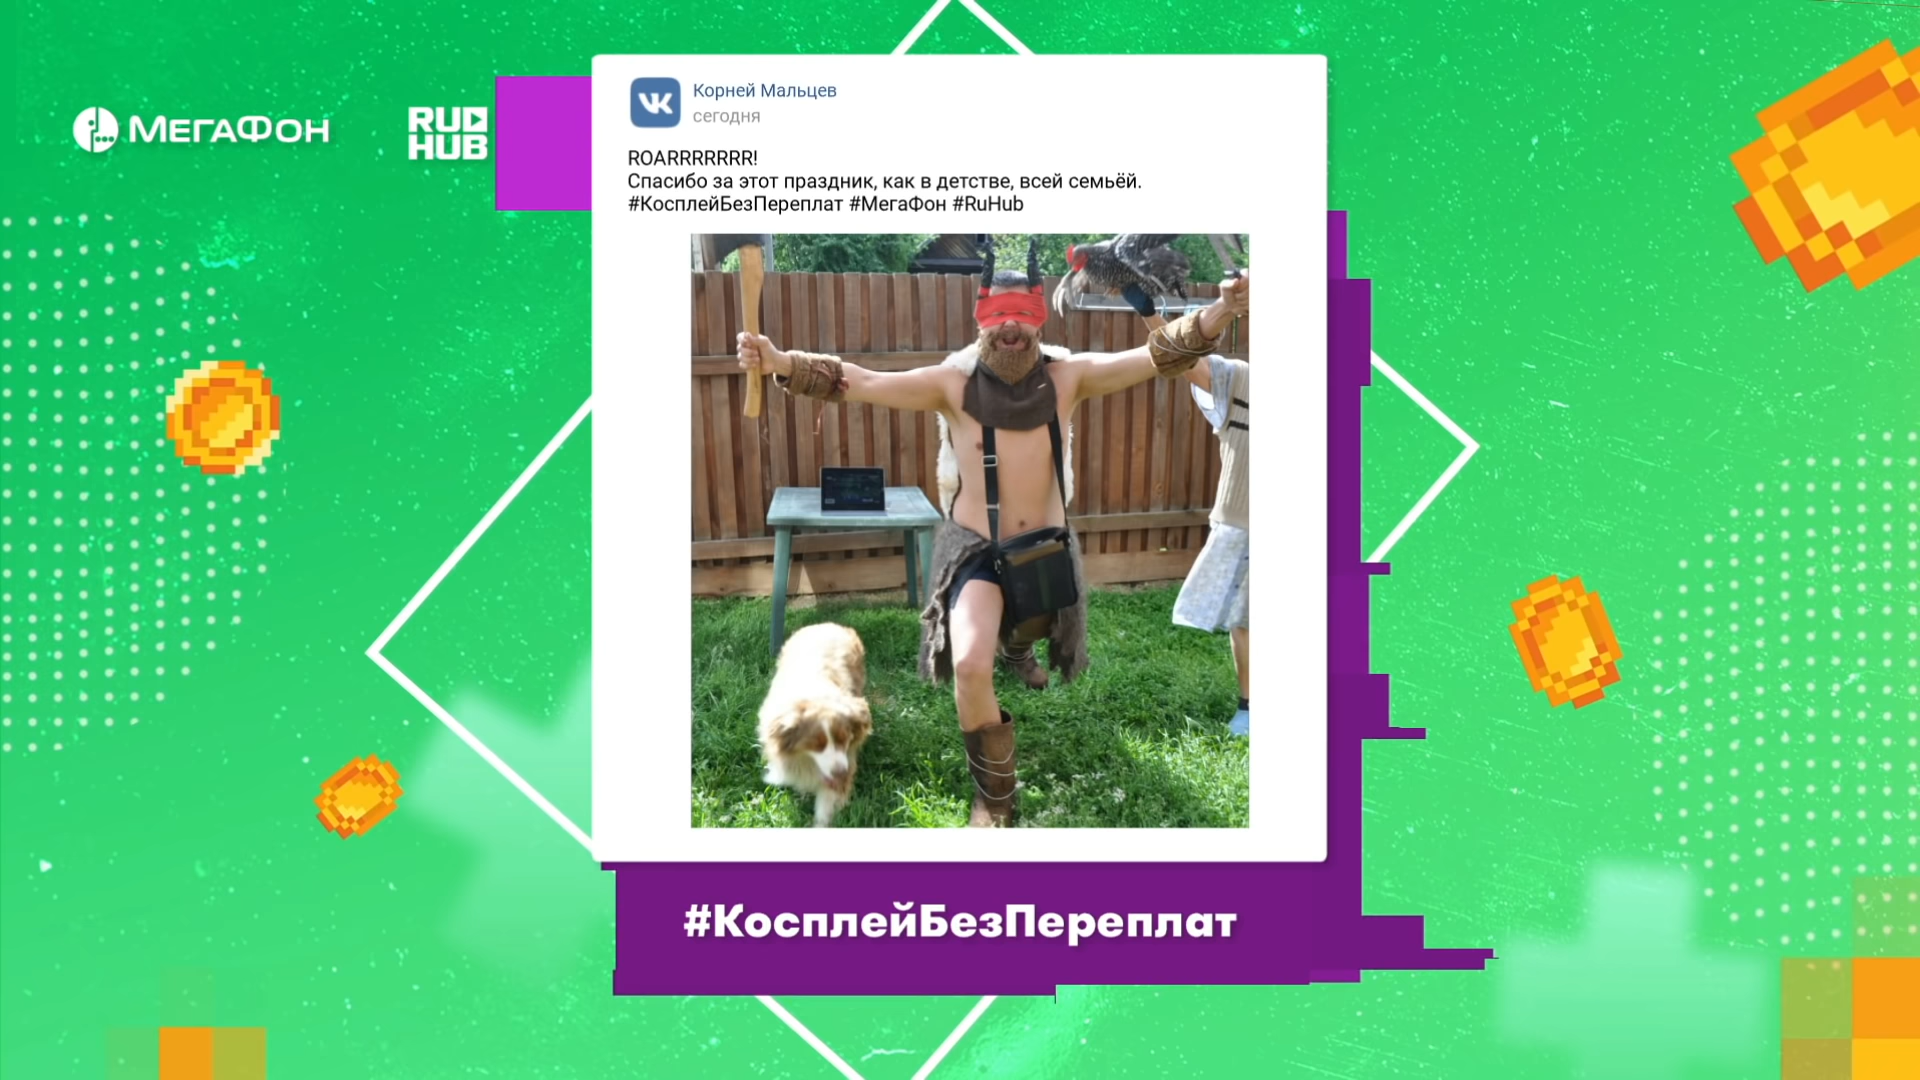 МЕГАФОН
RU HUB
Корней Мальцев
сегодня
ROARRRRRRR!
Спасибо за этот праздник, как в детстве, всей семьёй.
#КосплейБезПереплат #МегаФон #RuHub
#КосплейБезПереплат